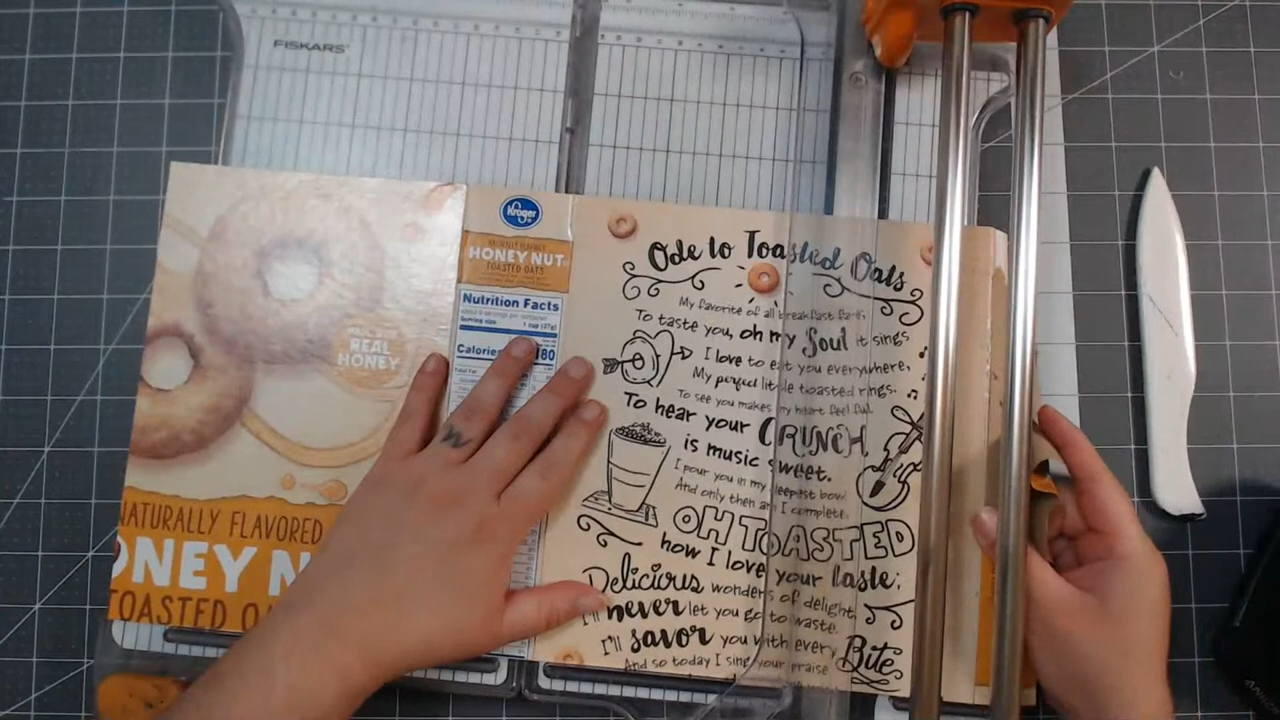 FISKARS
REAL
HONEY
NATURALLY FLAVORED
ONEY N
TOASTED O
Kroger
NATURALLY FLAVORED
HONEY NUT
TOASTED OATS
Nutrition Facts
Serving size 1 cup (37g)
Calories 180
Total Fat
Ode to Toasted Oats
My favorite of all breakfast
To taste you, oh my Soul it sings
I love to eat you everywhere,
My perfect little toasted rings.
To see you makes my heart feel full
To hear your CRUNCH
is music sweet.
I pour you in my deepest bowl
And only then am I complete.
OH TOASTED
how I love your taste;
Delicious wonders of delight,
I'll never let you go to waste.
I'll savor you with every Bite
And so today I sing your praise